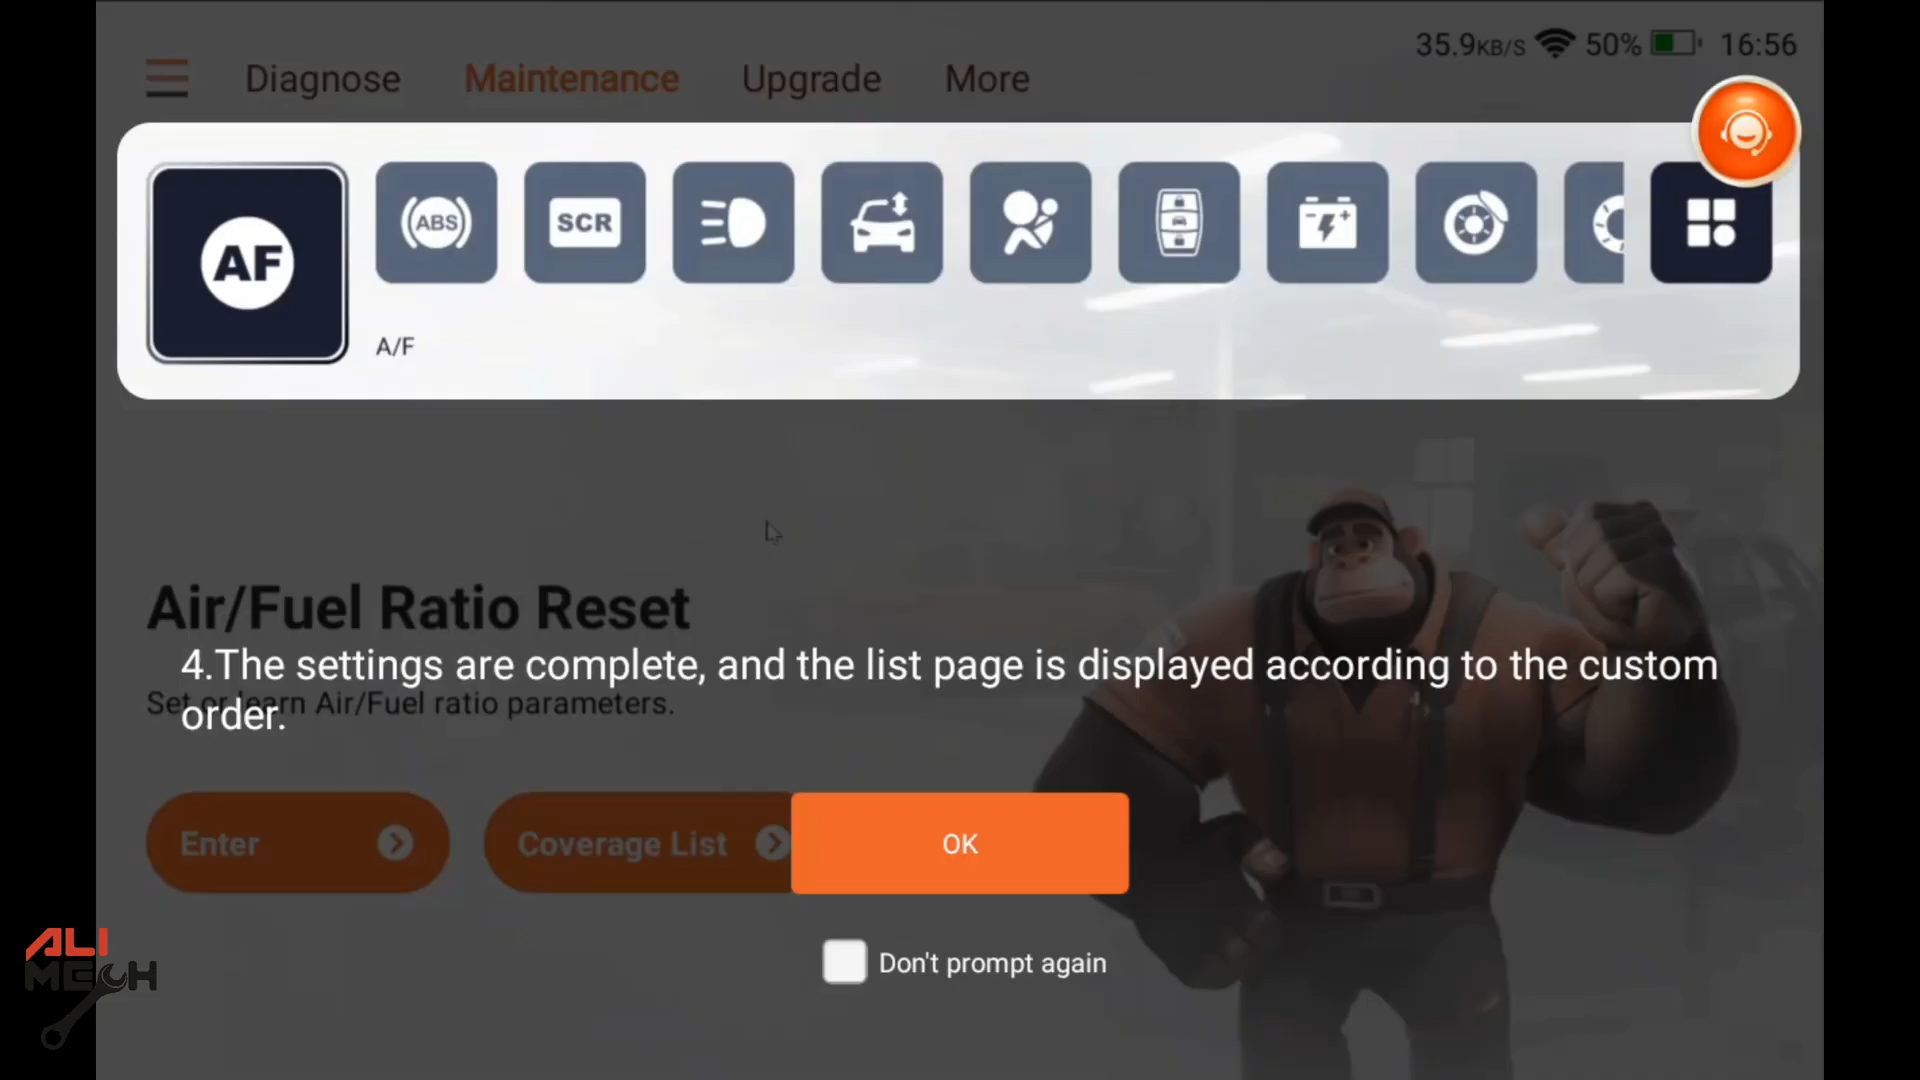 Diagnose Maintenance Upgrade More
35.9KB/S 50% 16:56
AF
ABS
SCR
A/F
Air/Fuel Ratio Reset
4.The settings are complete, and the list page is displayed according to the custom
order.
Set or learn Air/Fuel ratio parameters.
Enter
Coverage List
OK
Don't prompt again
ALI
MECH